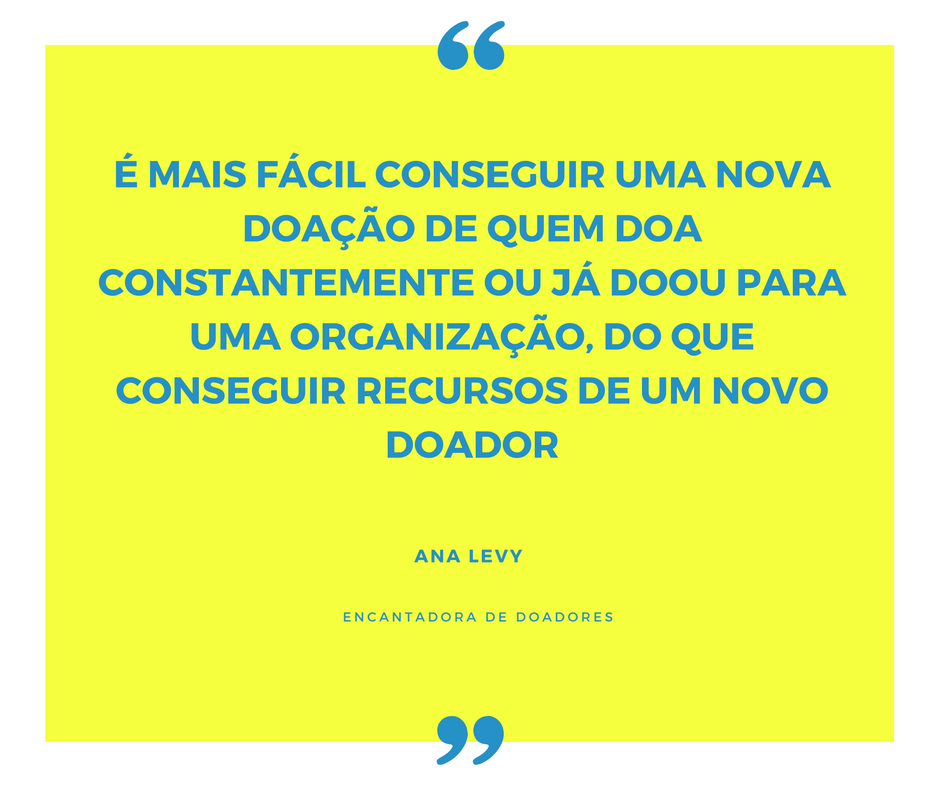 “
É MAIS FÁCIL CONSEGUIR UMA NOVA
DOAÇÃO DE QUEM DOA
CONSTANTEMENTE OU JÁ DOOU PARA
UMA ORGANIZAÇÃO, DO QUE
CONSEGUIR RECURSOS DE UM NOVO
DOADOR
ANA LEVY
ENCANTADORA DE DOADORES
”